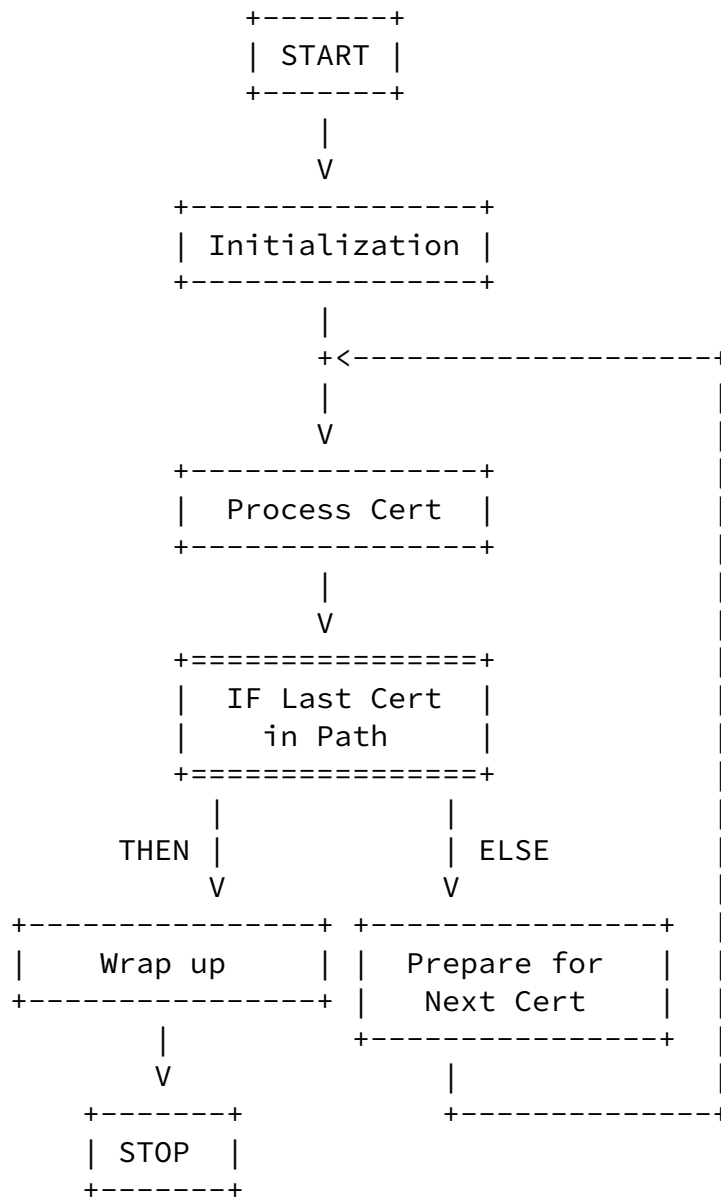 START
Initialization
Process Cert
IF Last Cert
in Path
THEN ELSE
Wrap up Prepare for
Next Cert
STOP